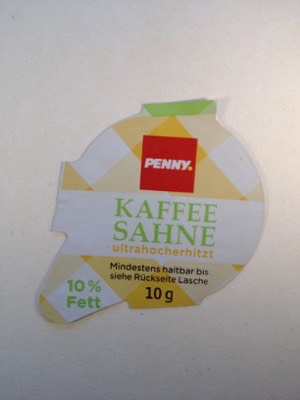 PENNY.
KAFFEE
SAHNE
ultrahocherhitzt
Mindestens haltbar bis:
siehe Rückseite Lasche
10 %
Fett
10 g